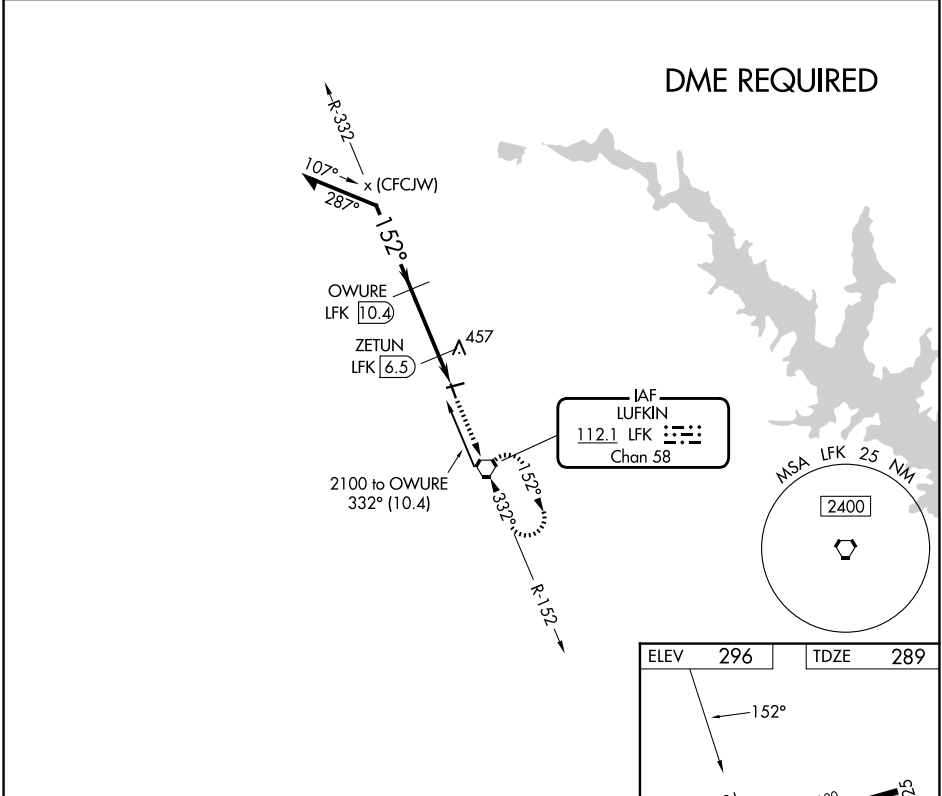 DME REQUIRED
R-332
107°
(CFCJW)
287°
152°
OWURE
LFK 10.4
ZETUN
LFK 6.5
457
IAF
LUFKIN
112.1 LFK
Chan 58
2100 to OWURE
332° (10.4)
152°
332°
R-152
MSA LFK 25 NM
2400
ELEV 296
TDZE 289
152°
25